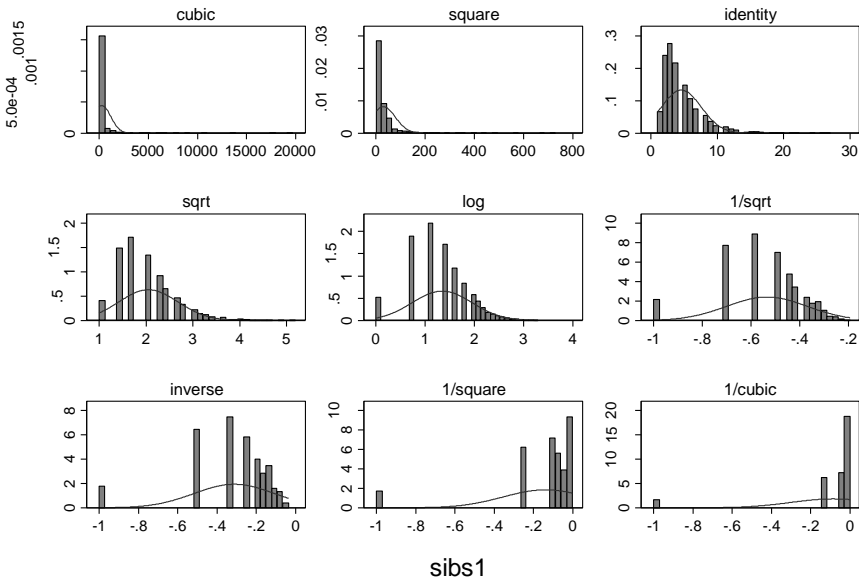 cubic
5.0e-04
.001
.0015
0
0 5000 10000 15000 20000
square
0 .01 .02 .03
0 200 400 600 800
identity
0 .1 .2 .3
0 10 20 30
sqrt
0 .5 1.5 2
1 2 3 4 5
log
0 .5 1.5 2
0 1 2 3 4
1/sqrt
0 2 4 6 8 10
-1 -.8 -.6 -.4 -.2
inverse
0 2 4 6 8
-1 -.8 -.6 -.4 -.2 0
1/square
0 2 4 6 8 10
-1 -.8 -.6 -.4 -.2 0
1/cubic
0 5 10 15 20
-1 -.8 -.6 -.4 -.2 0
sibs1